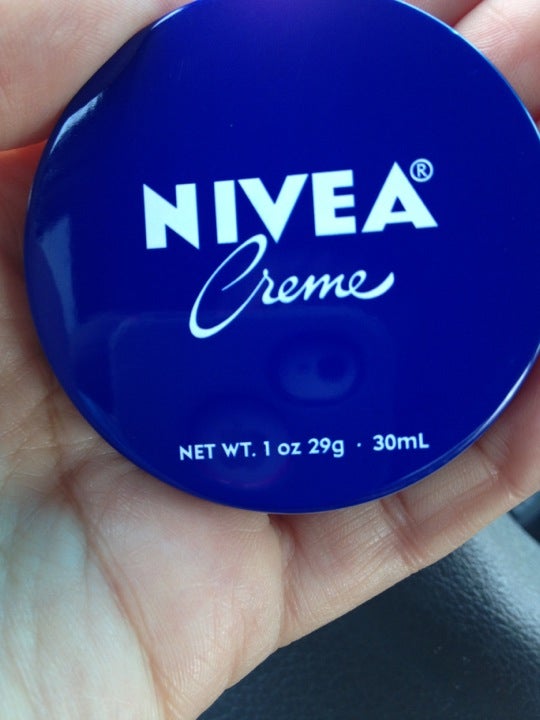 NIVEA®
Creme
NET WT. 1 oz 29g · 30mL